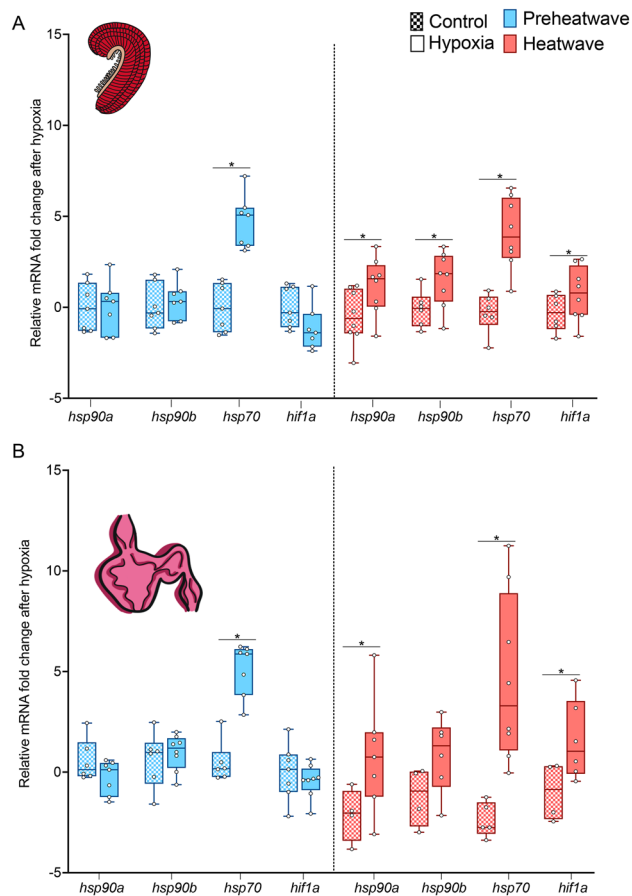 A
Control
Preheatwave
Hypoxia
Heatwave
Relative mRNA fold change after hypoxia
15
10
5
0
-5
*
*
*
*
*
hsp90a
hsp90b
hsp70
hif1a
hsp90a
hsp90b
hsp70
hif1a
B
Relative mRNA fold change after hypoxia
15
10
5
0
-5
*
*
*
*
hsp90a
hsp90b
hsp70
hif1a
hsp90a
hsp90b
hsp70
hif1a